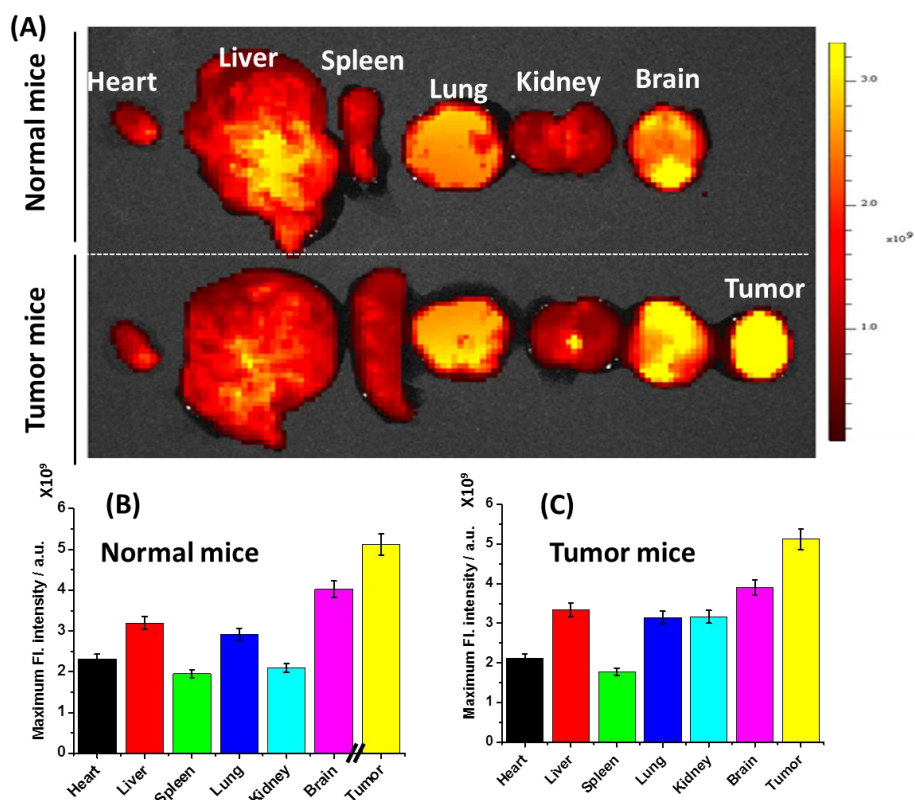 (A)
Normal mice
Heart
Liver
Spleen
Lung
Kidney
Brain
3.0
2.0
x10⁹
1.0
Tumor mice
Tumor
(B)
Normal mice
X10⁹
Maximum Fl. intensity / a.u.
6
5
4
3
2
1
0
Heart
Liver
Spleen
Lung
Kidney
Brain
Tumor
(C)
Tumor mice
X10⁹
Maximum Fl. intensity / a.u.
6
5
4
3
2
1
0
Heart
Liver
Spleen
Lung
Kidney
Brain
Tumor